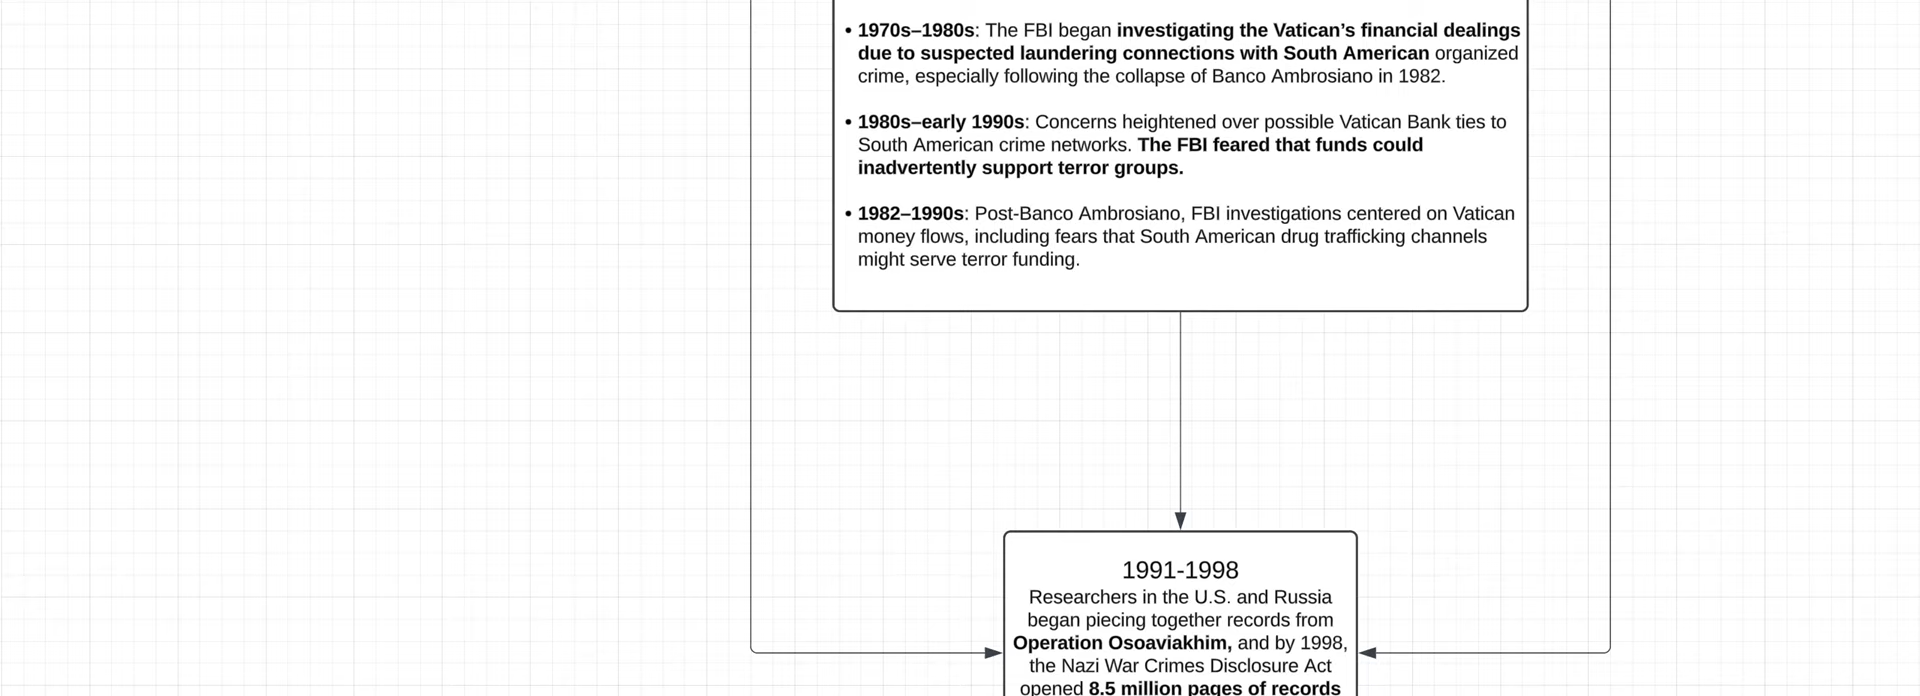 • 1970s–1980s: The FBI began investigating the Vatican’s financial dealings
due to suspected laundering connections with South American organized
crime, especially following the collapse of Banco Ambrosiano in 1982.
• 1980s–early 1990s: Concerns heightened over possible Vatican Bank ties to
South American crime networks. The FBI feared that funds could
inadvertently support terror groups.
• 1982–1990s: Post-Banco Ambrosiano, FBI investigations centered on Vatican
money flows, including fears that South American drug trafficking channels
might serve terror funding.
1991-1998
Researchers in the U.S. and Russia
began piecing together records from
Operation Osoaviakhim, and by 1998,
the Nazi War Crimes Disclosure Act
opened 8.5 million pages of records